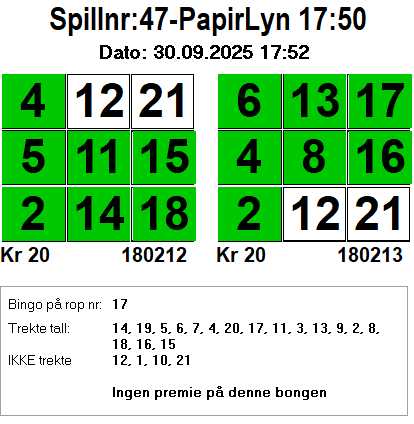 Spillnr:47-PapirLyn 17:50
Dato: 30.09.2025 17:52
4 12 21 6 13 17
5 11 15 4 8 16
2 14 18 2 12 21
Kr 20 180212 Kr 20 180213
Bingo på rop nr: 17
Trekte tall: 14, 19, 5, 6, 7, 4, 20, 17, 11, 3, 13, 9, 2, 8,
18, 16, 15
IKKE trekte 12, 1, 10, 21
Ingen premie på denne bongen